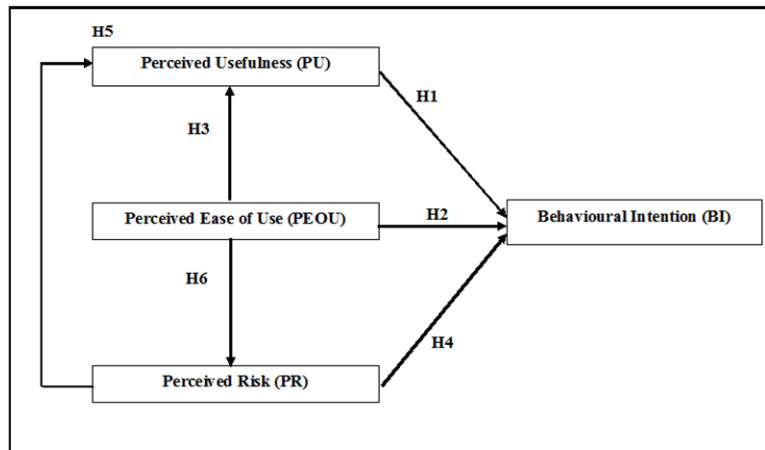 H5
Perceived Usefulness (PU)
H1
H3
Perceived Ease of Use (PEOU)
H2
Behavioural Intention (BI)
H6
H4
Perceived Risk (PR)